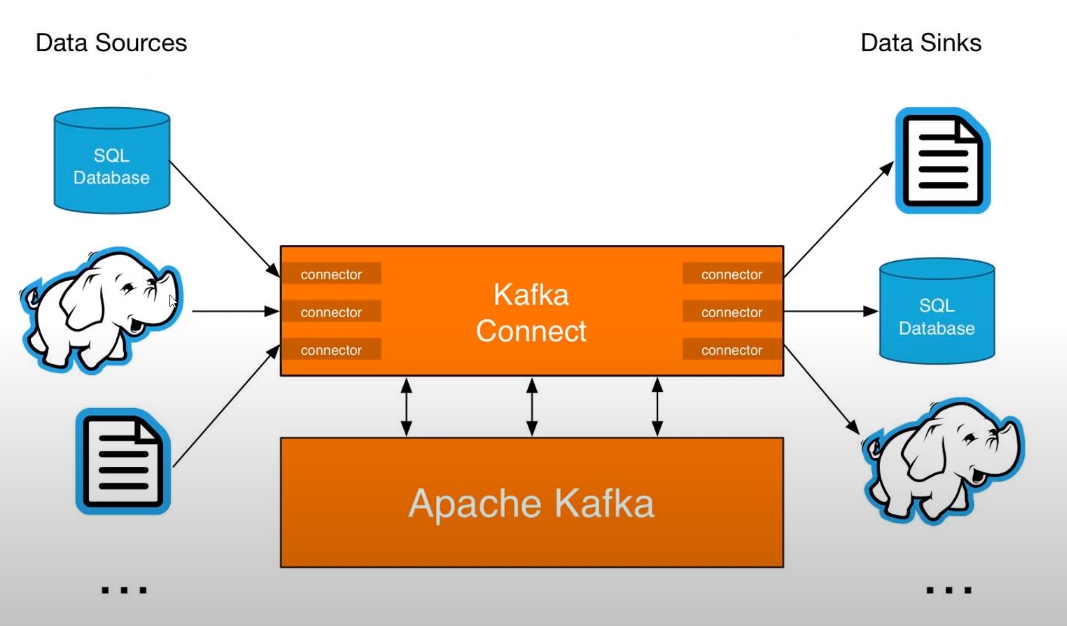 Data Sources
Data Sinks
SQL
Database
connector
connector
connector
Kafka
Connect
connector
connector
connector
SQL
Database
Apache Kafka
...
...